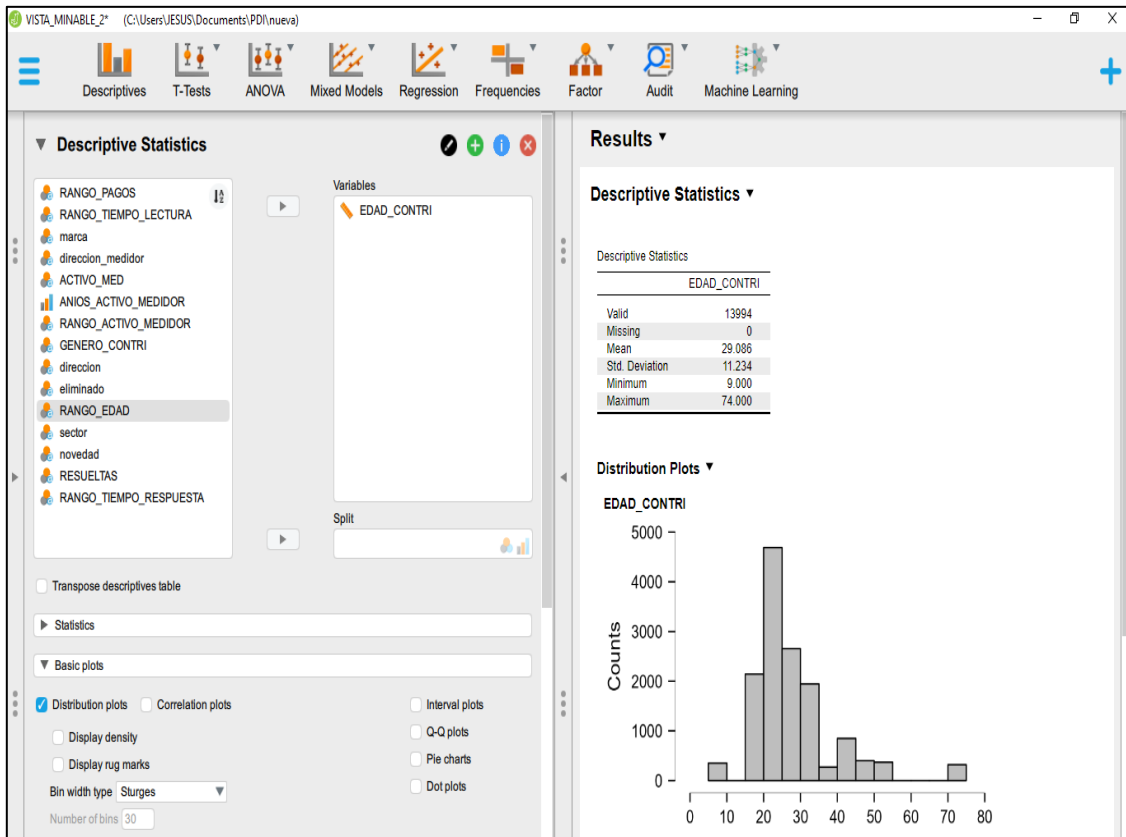 VISTA_MINABLE_2* (C:\Users\JESUS\Documents\PDI\nueva)
Descriptives
T-Tests
ANOVA
Mixed Models
Regression
Frequencies
Factor
Audit
Machine Learning
Descriptive Statistics
RANGO_PAGOS
RANGO_TIEMPO_LECTURA
marca
direccion_medidor
ACTIVO_MED
ANIOS_ACTIVO_MEDIDOR
RANGO_ACTIVO_MEDIDOR
GENERO_CONTRI
direccion
eliminado
RANGO_EDAD
sector
novedad
RESUELTAS
RANGO_TIEMPO_RESPUESTA
Variables
EDAD_CONTRI
Split
Transpose descriptives table
Statistics
Basic plots
Distribution plots Correlation plots
Display density
Display rug marks
Bin width type Sturges
Number of bins 30
Interval plots
Q-Q plots
Pie charts
Dot plots
Results
Descriptive Statistics
Descriptive Statistics
EDAD_CONTRI
Valid 13994
Missing 0
Mean 29.086
Std. Deviation 11.234
Minimum 9.000
Maximum 74.000
Distribution Plots
EDAD_CONTRI
5000
4000
3000
2000
1000
0
Counts
0 10 20 30 40 50 60 70 80